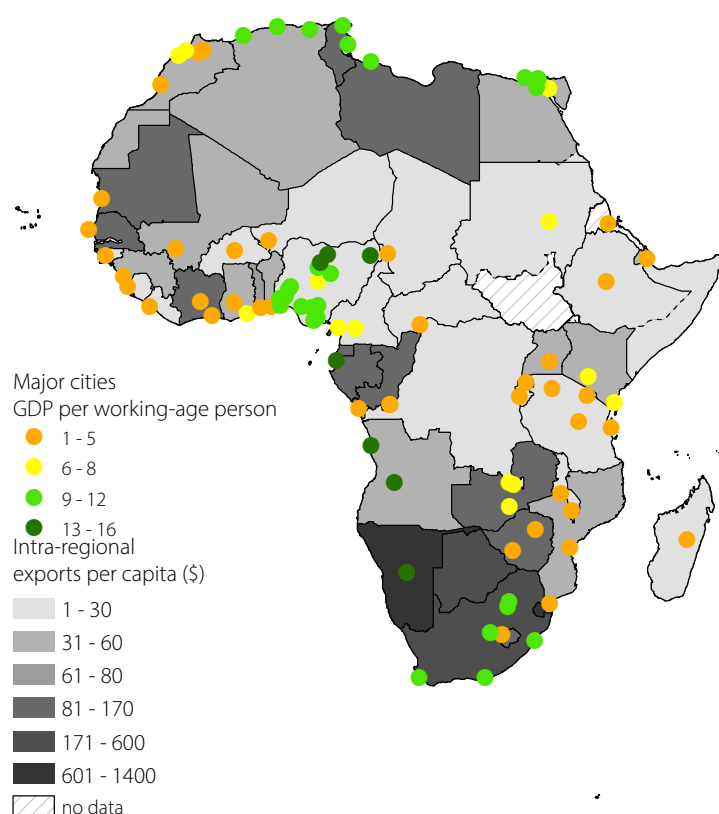 Major cities
GDP per working-age person
1 - 5
6 - 8
9 - 12
13 - 16
Intra-regional
exports per capita ($)
1 - 30
31 - 60
61 - 80
81 - 170
171 - 600
601 - 1400
no data